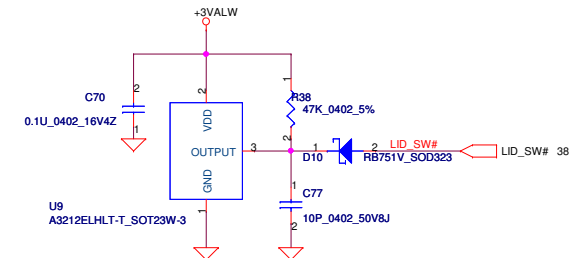 +3VALW
C70
2
1
0.1U_0402_16V4Z
2
VDD
OUTPUT
3
GND
1
U9
A3212ELHLT-T_SOT23W-3
1
R38
47K_0402_5%
2
1
D10
2
LID_SW#
RB751V_SOD323
LID_SW# 38
1
C77
10P_0402_50V8J
2